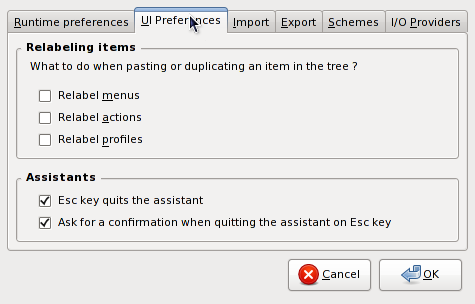 Runtime preferences UI Preferences Import Export Schemes I/O Providers
Relabeling items
What to do when pasting or duplicating an item in the tree ?
Relabel menus
Relabel actions
Relabel profiles
Assistants
Esc key quits the assistant
Ask for a confirmation when quitting the assistant on Esc key
Cancel OK